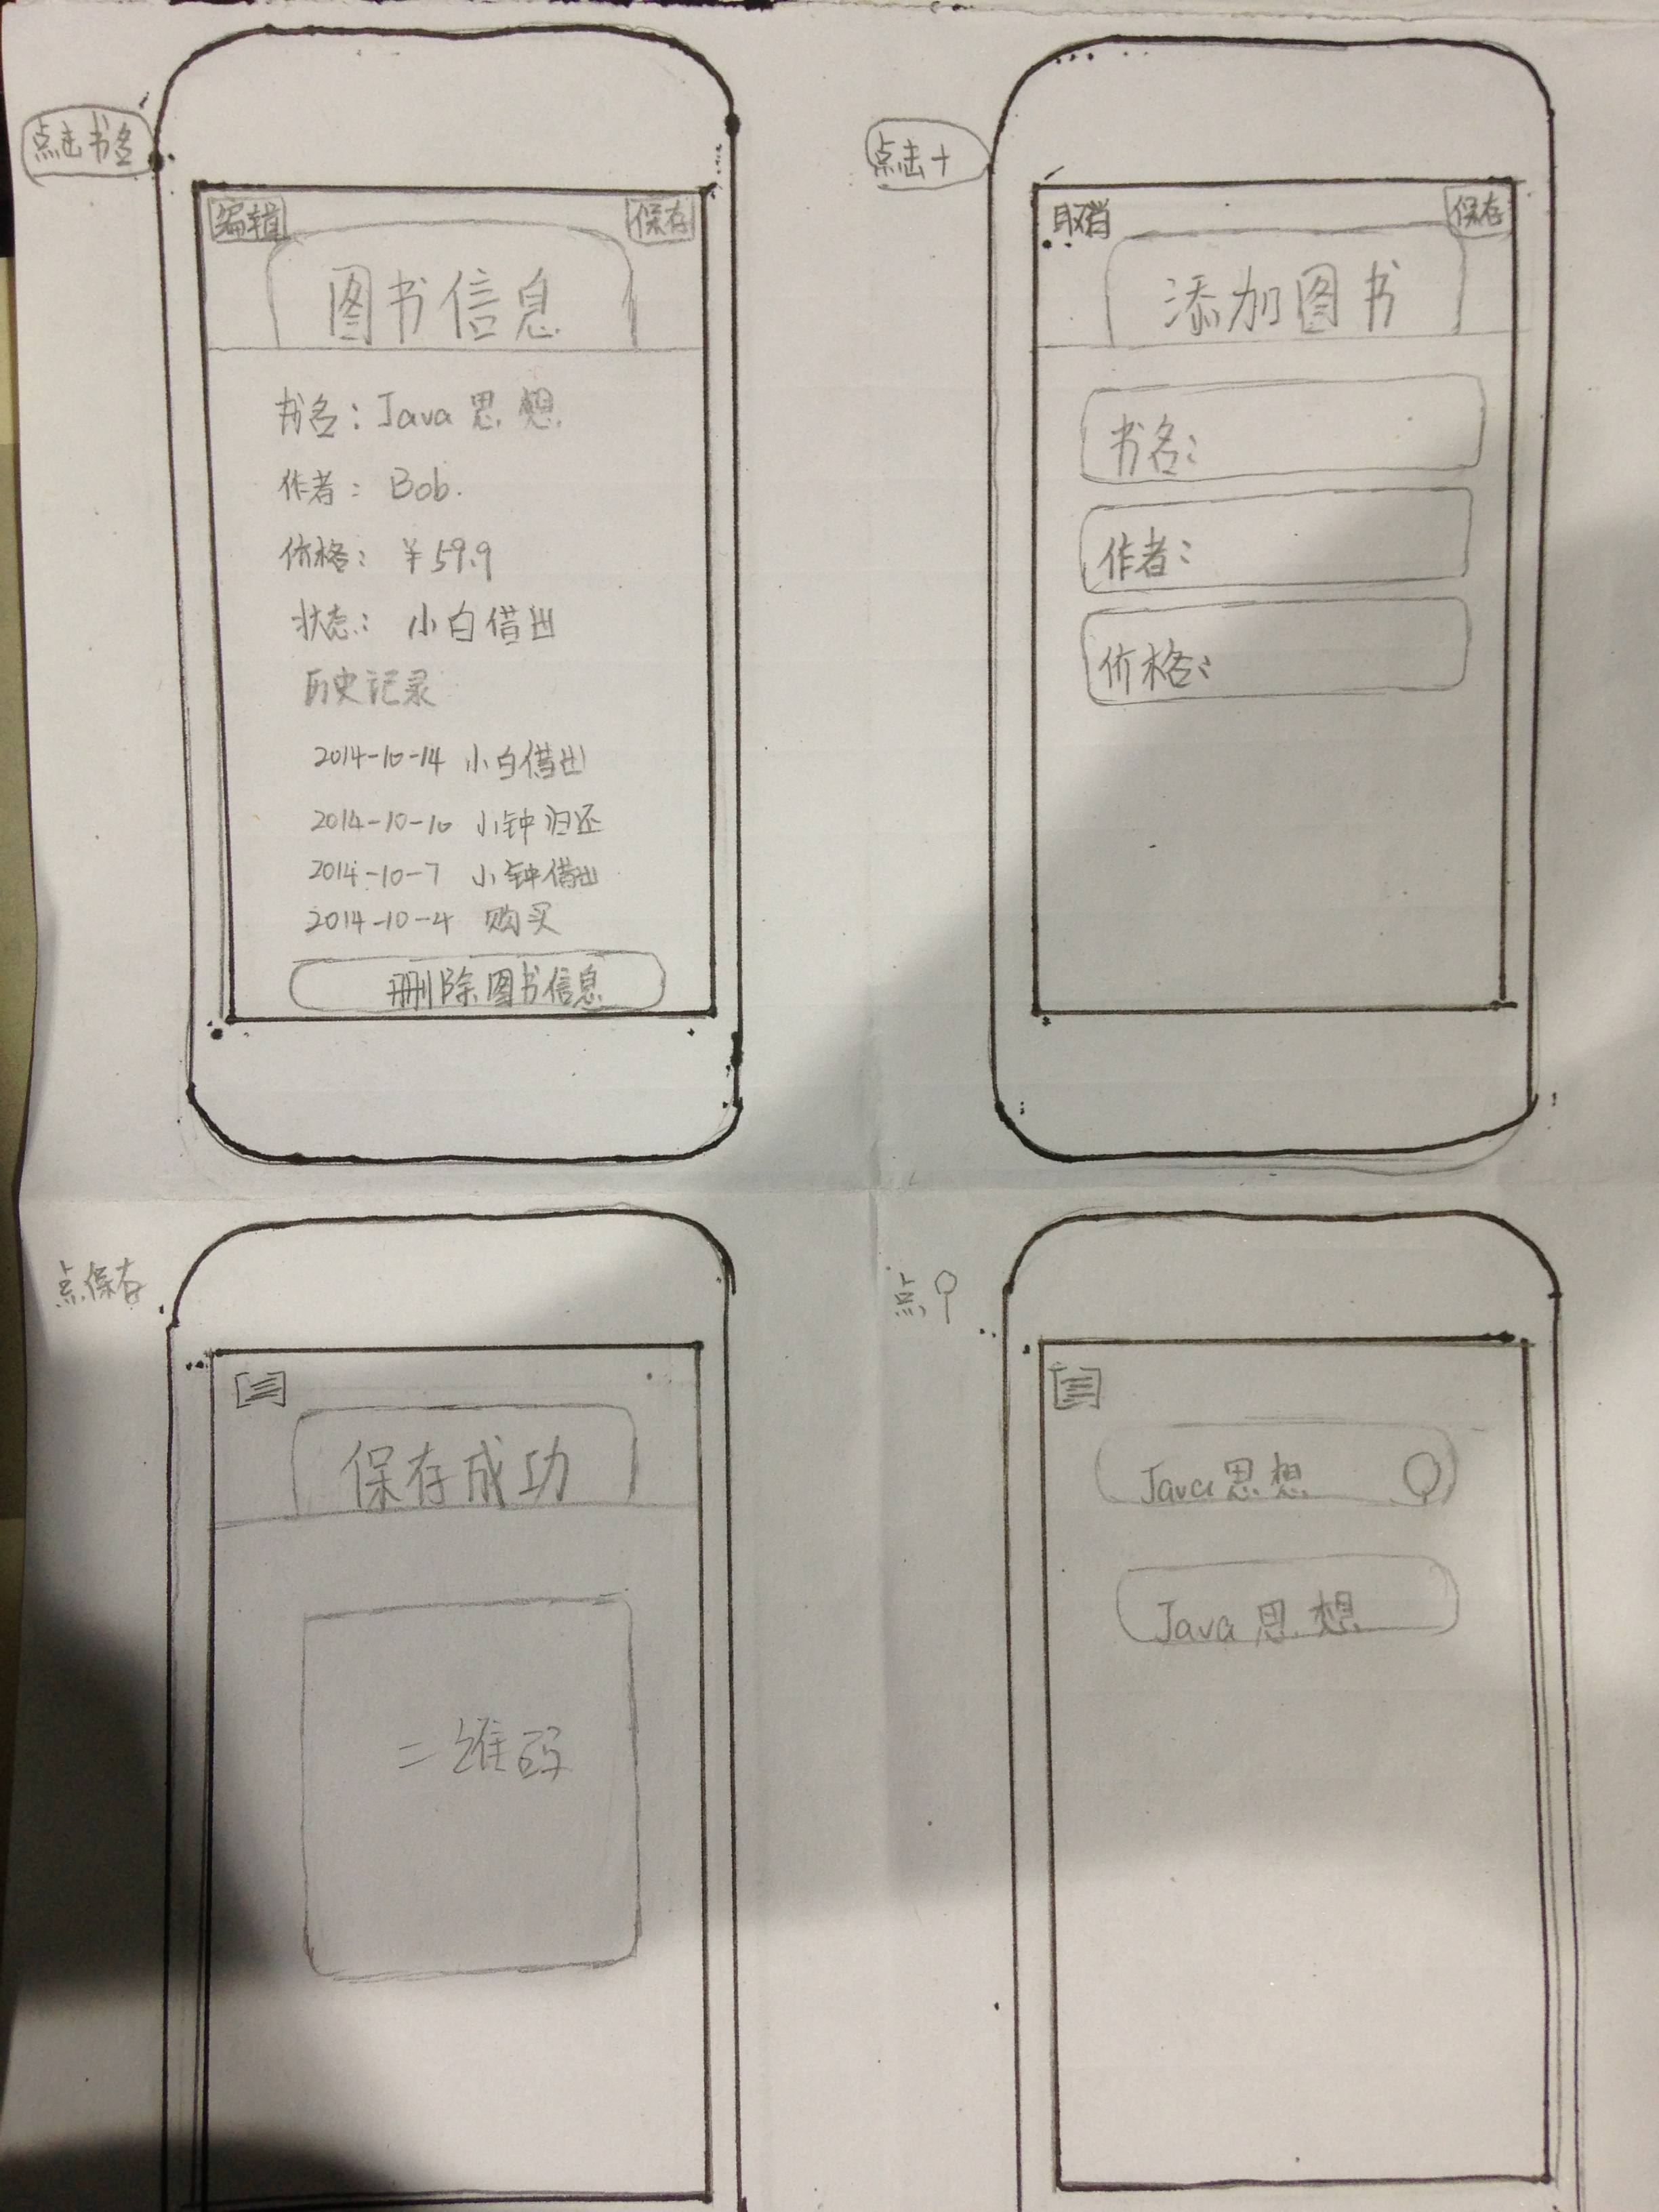 点击书名
编辑 保存
图书信息
书名：Java思想
作者：Bob.
价格：￥59.9
状态：小白借出
历史记录
2014-10-14 小白借出
2014-10-10 小钟归还
2014-10-7 小钟借出
2014-10-4 购买
删除图书信息
点击+
取消 保存
添加图书
书名：
作者：
价格：
点保存
保存成功
二维码
点
Java思想
Java思想